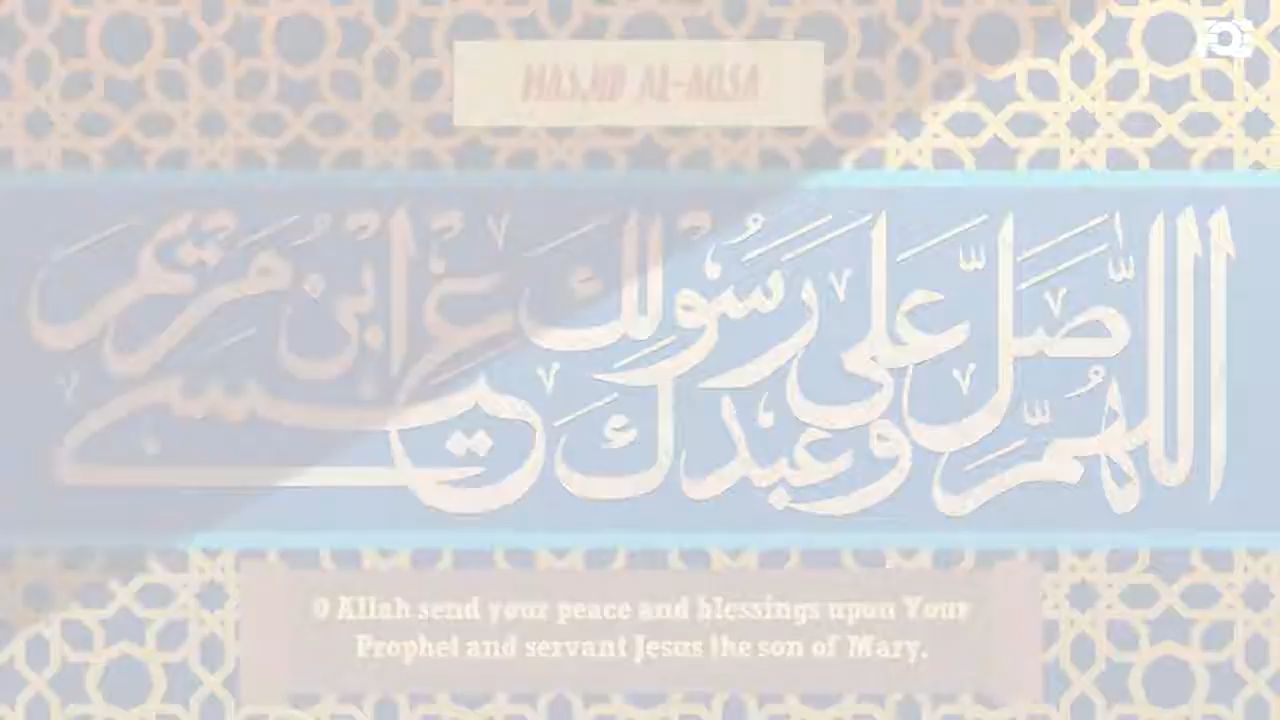 MASJID AL-AQSA
اللهم صل على رسولك
وعبدك عيسى ابن مريم
O Allah send your peace and blessings upon Your
Prophet and servant Jesus the son of Mary.